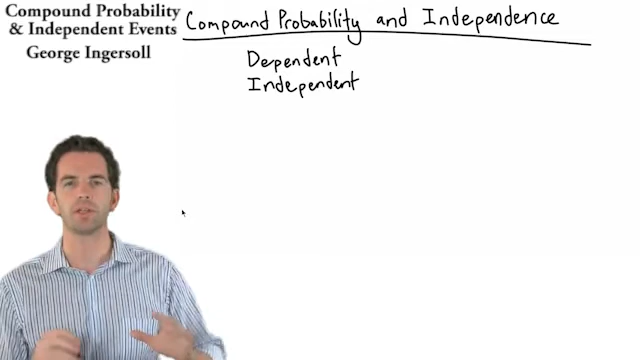 Compound Probability
& Independent Events
George Ingersoll
Compound Probability and Independence
Dependent
Independent